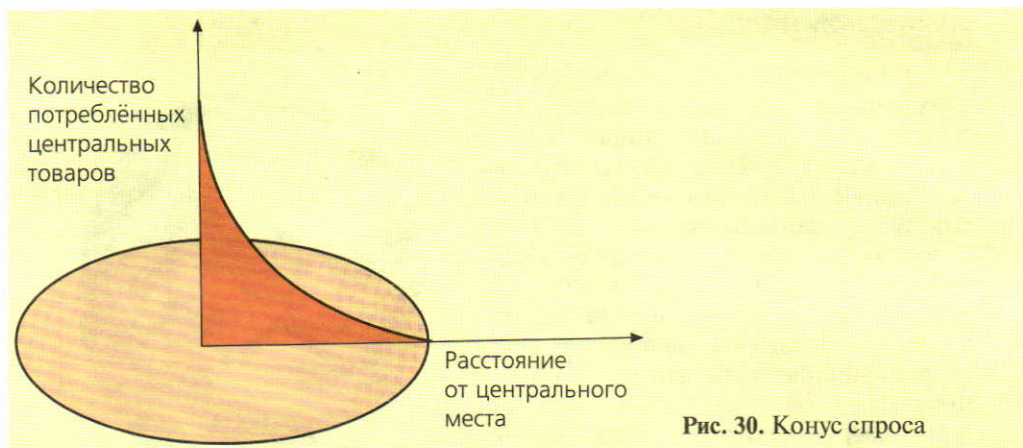 Количество
потреблённых
центральных
товаров
Расстояние
от центрального
места
Рис. 30. Конус спроса